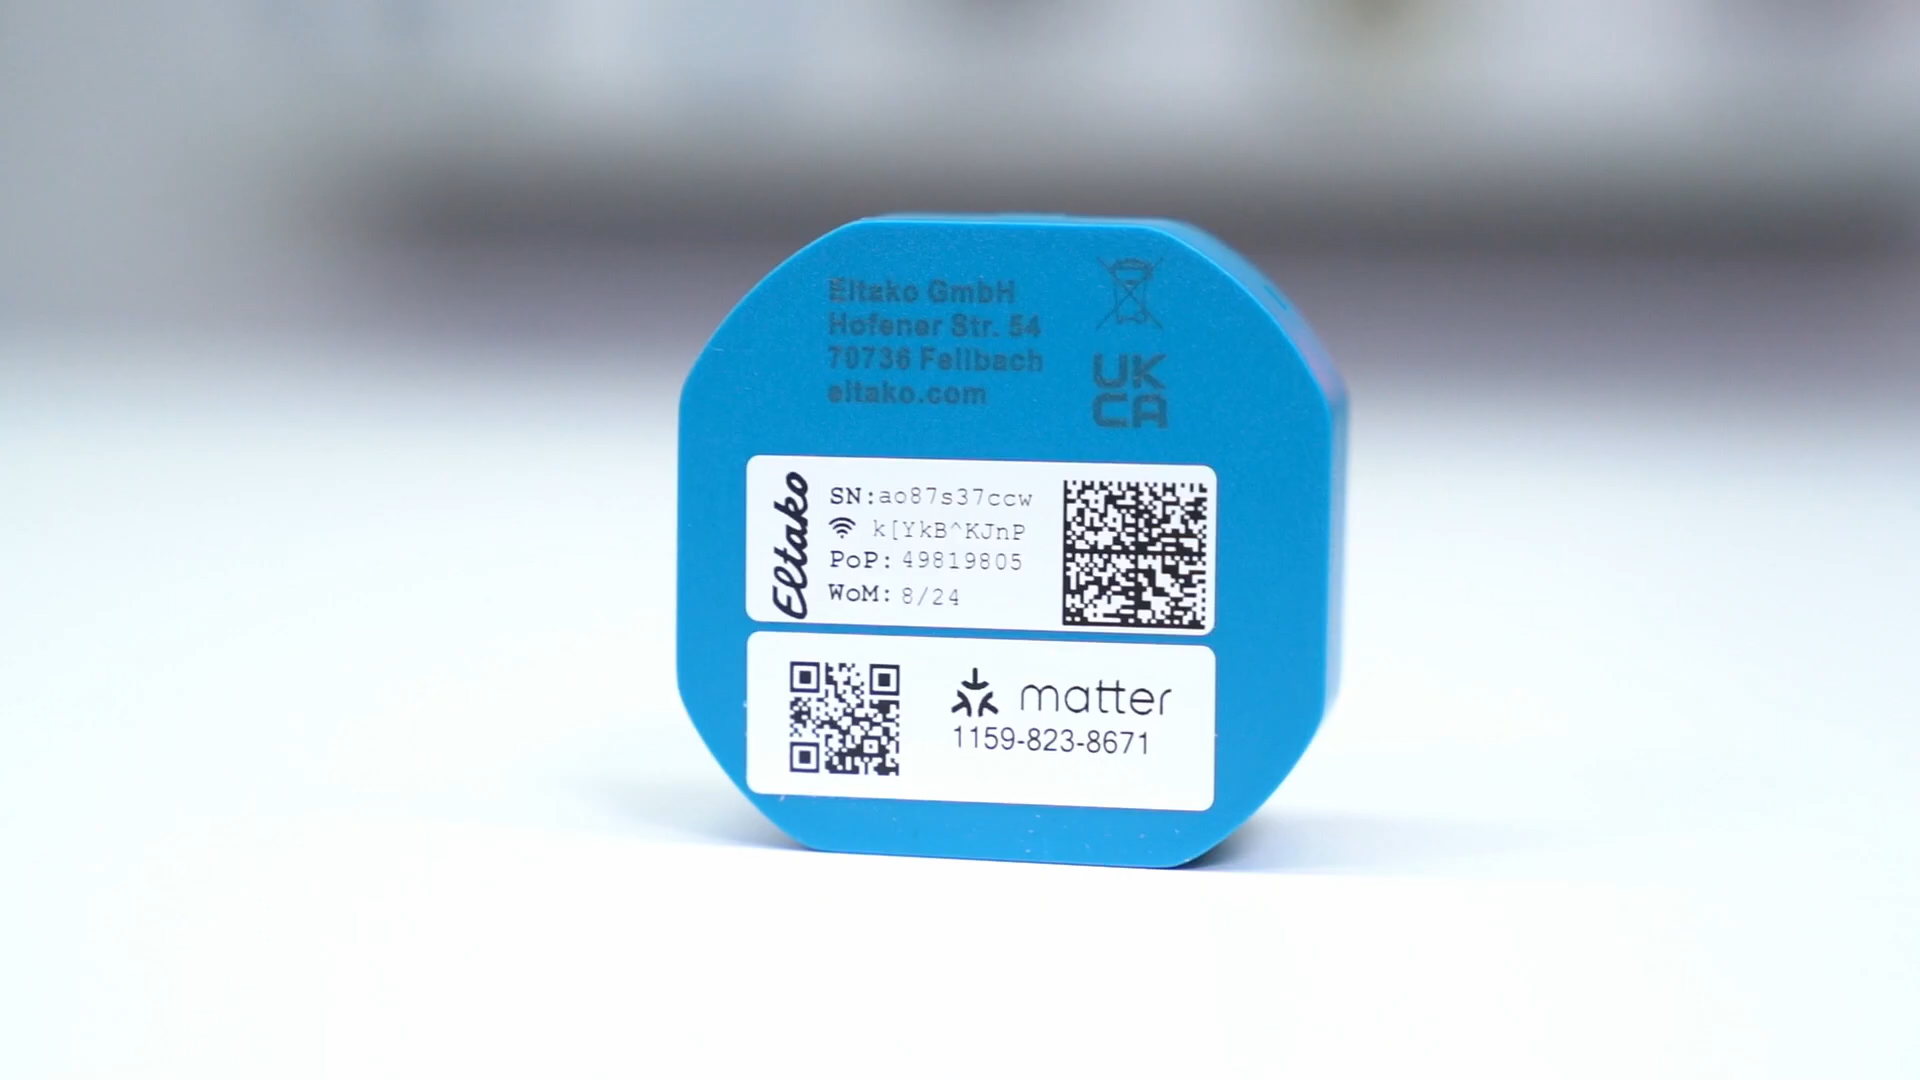 Eltako GmbH
Hofener Str. 54
70736 Fellbach
eltako.com
UK
CA
Eltako
SN:ao87s37ccw
k[YkB^KJnP
PoP: 49819805
WoM: 8/24
matter
1159-823-8671